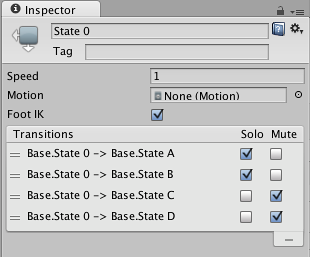 Inspector
State 0
Tag
Speed 1
Motion None (Motion)
Foot IK
Transitions Solo Mute
Base.State 0 -> Base.State A
Base.State 0 -> Base.State B
Base.State 0 -> Base.State C
Base.State 0 -> Base.State D